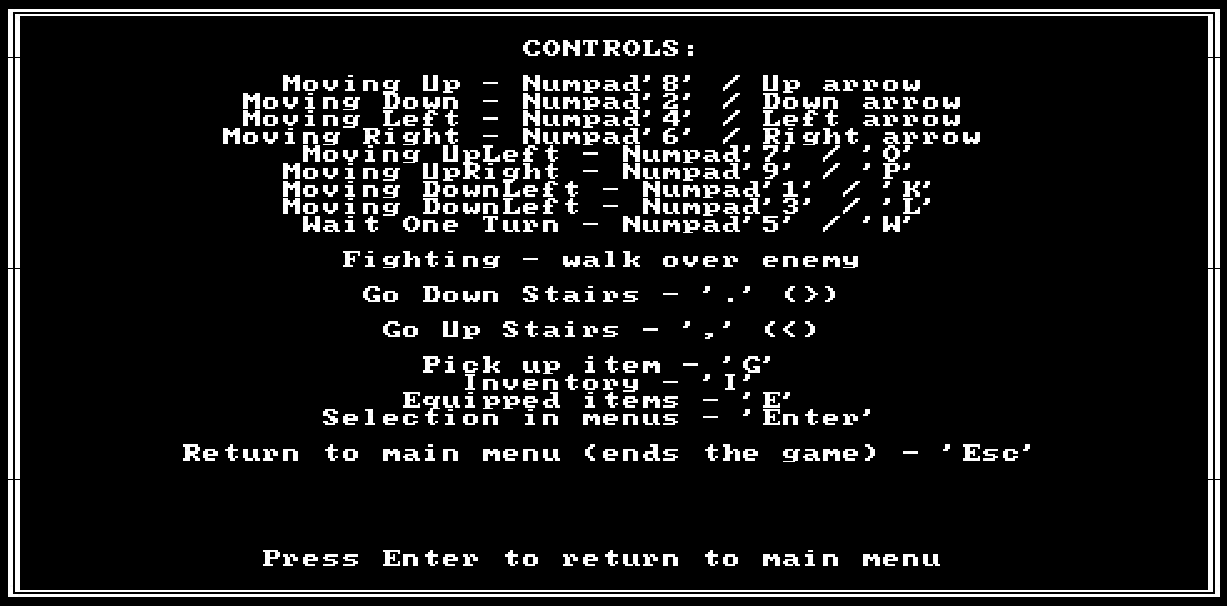 CONTROLS:
Moving Up - Numpad'8' / Up arrow
Moving Down - Numpad'2' / Down arrow
Moving Left - Numpad'4' / Left arrow
Moving Right - Numpad'6' / Right arrow
Moving UpLeft - Numpad'7' / 'O'
Moving UpRight - Numpad'9' / 'P'
Moving DownLeft - Numpad'1' / 'K'
Moving DownLeft - Numpad'3' / 'L'
Wait One Turn - Numpad'5' / 'W'
Fighting - walk over enemy
Go Down Stairs - '.' (>)
Go Up Stairs - ',' (<)
Pick up item - 'G'
Inventory - 'I'
Equipped items - 'E'
Selection in menus - 'Enter'
Return to main menu (ends the game) - 'Esc'
Press Enter to return to main menu